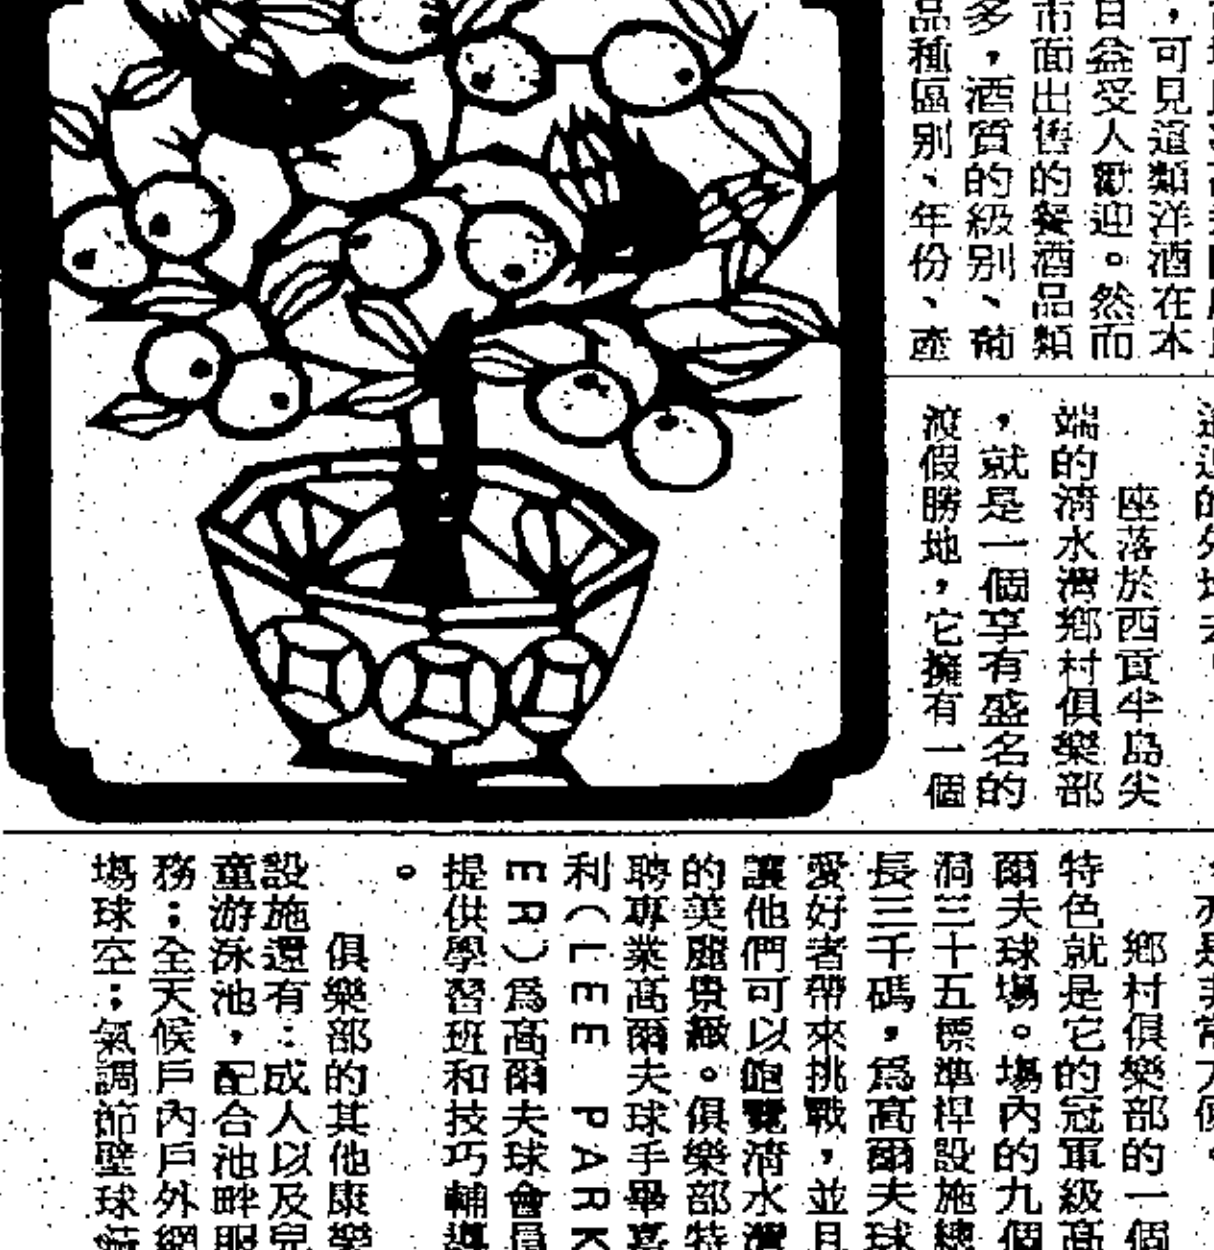 ，可見這類洋酒在本
日益受人歡迎。然而
市面出售的餐酒品類
多，酒質的級別、葡
品種區別、年份、產
座落於西貢半島尖
端的清水灣鄉村俱樂部
，就是一個享有盛名的
渡假勝地，它擁有一個
鄉村俱樂部的一個
特色就是它的冠軍級高
爾夫球場。場內的九個
洞三十五標準桿設施總
長三千碼，爲高爾夫球
愛好者帶來挑戰，並且
讓他們可以飽覽清水灣
的美麗景緻。俱樂部特
聘專業高爾夫球手畢嘉
利（LEE PARK
ER）爲高爾夫球會員
提供學習班和技巧輔導
。
俱樂部的其他康樂
設施還有：成人以及兒
童游泳池，配合池畔服
務；全天候戶內戶外網
場球空；氣調節壁球